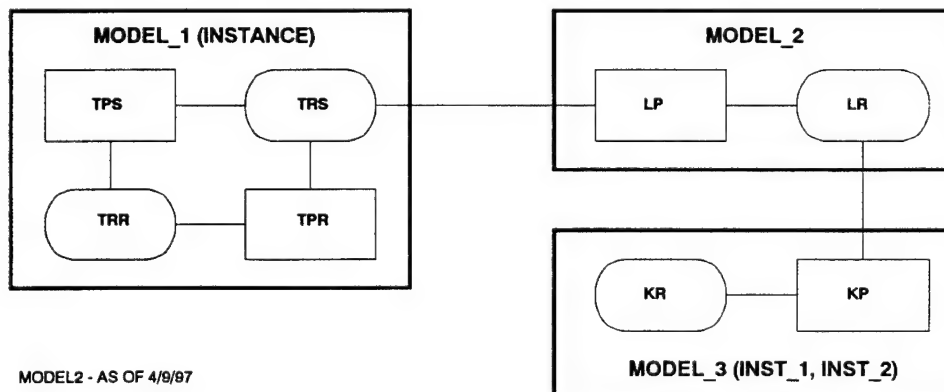 MODEL_1 (INSTANCE)
TPS
TRS
TRR
TPR
MODEL_2
LP
LR
KR
KP
MODEL_3 (INST_1, INST_2)
MODEL2 - AS OF 4/9/97